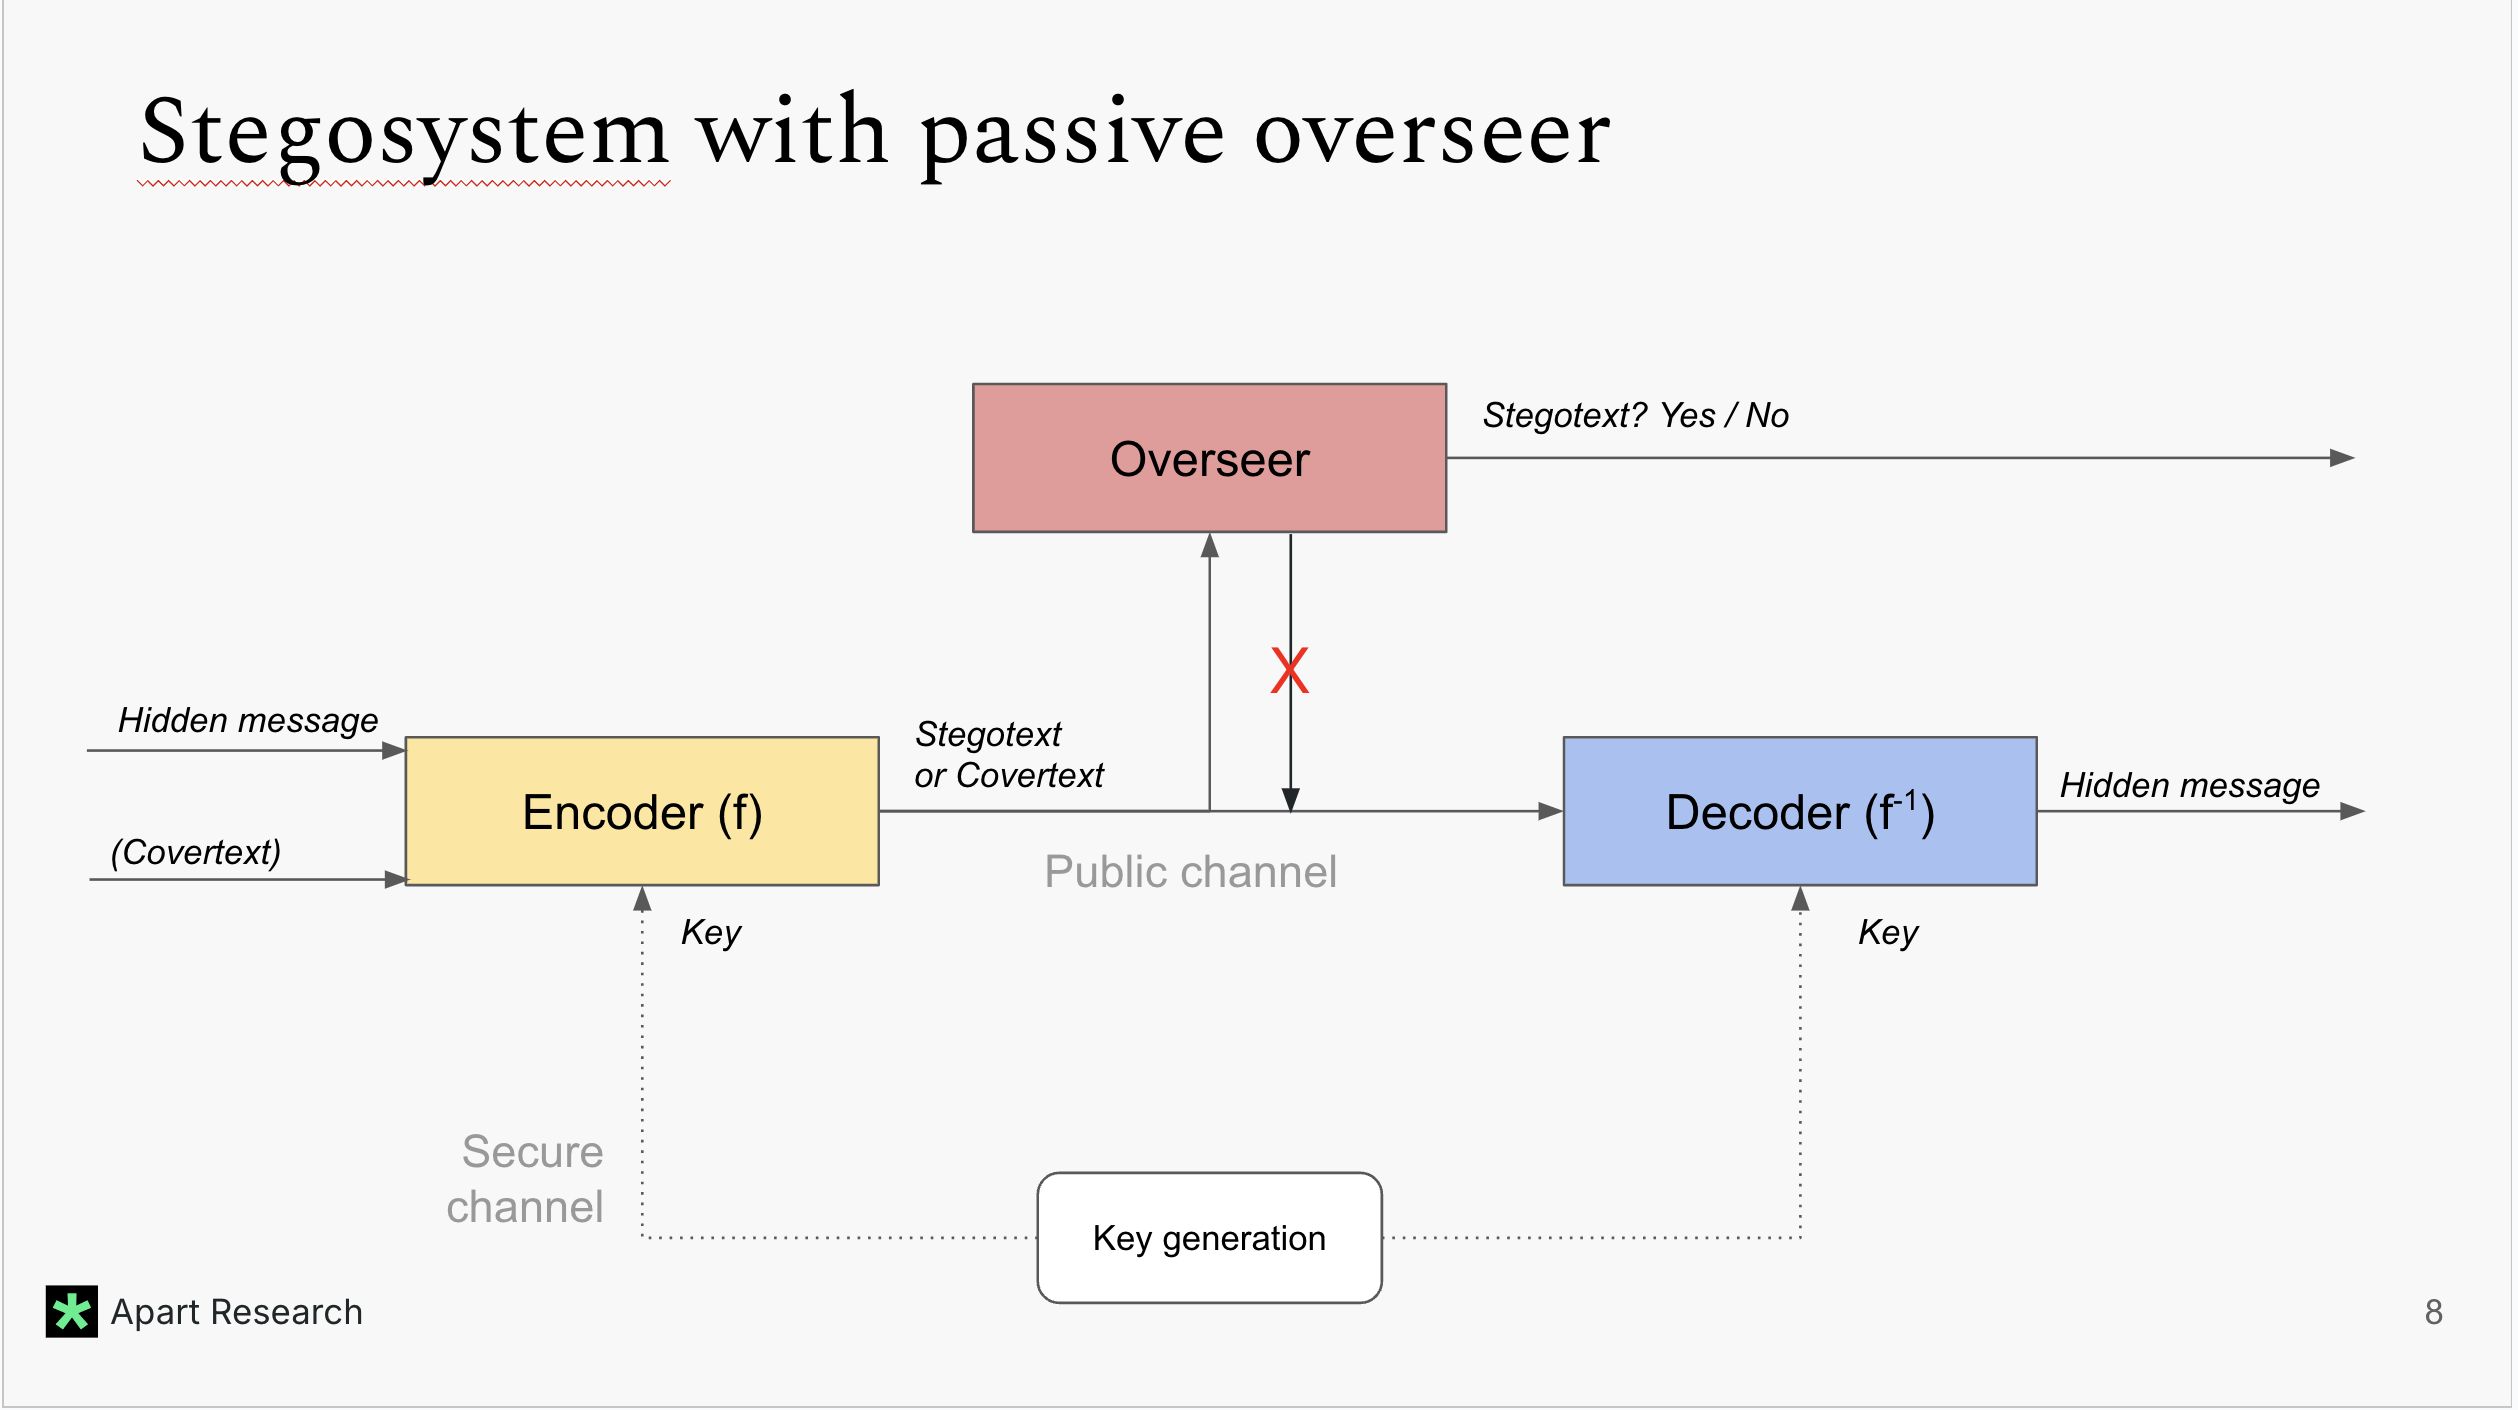 Stegosystem with passive overseer
Overseer
Stegotext? Yes / No
X
Hidden message
(Covertext)
Encoder (f)
Stegotext
or Covertext
Public channel
Decoder (f⁻¹)
Hidden message
Key
Key
Secure
channel
Key generation
Apart Research
8